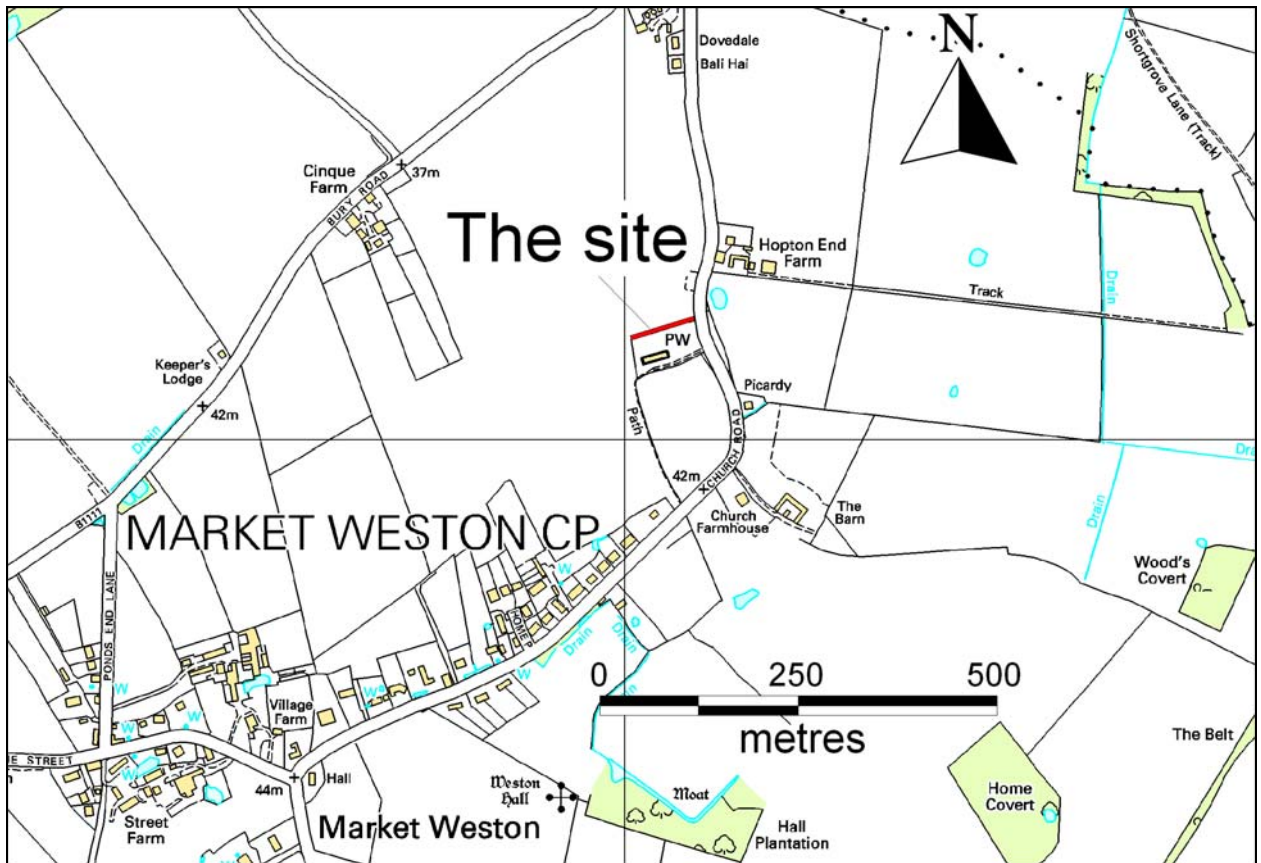 Dovedale
Bali Hai
N
Shortgrove Lane (Track)
Cinque
Farm
BURY ROAD
37m
The site
Hopton End
Farm
Track
Drain
PW
Keeper's
Lodge
42m
Drain
Picardy
Path
CHURCH ROAD
42m
B1111
MARKET WESTON CP
Church
Farmhouse
The
Barn
Drain
Wood's
Covert
W
PONDS END LANE
Drain
Drain
0 250 500
metres
W
W
Village
Farm
W
W
W
W
44m
Hall
Street
Farm
Market Weston
Weston
Hall
Moat
Hall
Plantation
Home
Covert
The Belt
W
W